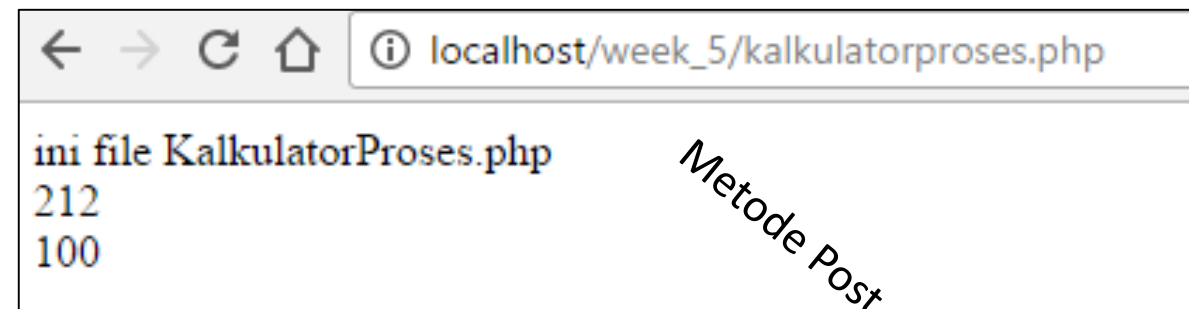 localhost/week_5/kalkulatorproses.php
ini file KalkulatorProses.php
212
100
Metode Post